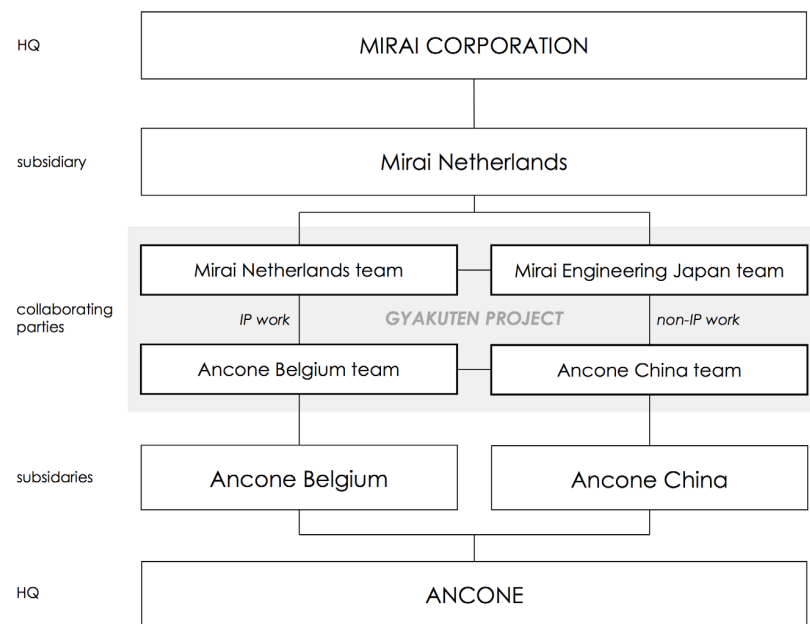 HQ
MIRAI CORPORATION
subsidiary
Mirai Netherlands
Mirai Netherlands team
Mirai Engineering Japan team
collaborating
parties
IP work
GYAKUTEN PROJECT
non-IP work
Ancone Belgium team
Ancone China team
subsidaries
Ancone Belgium
Ancone China
HQ
ANCONE